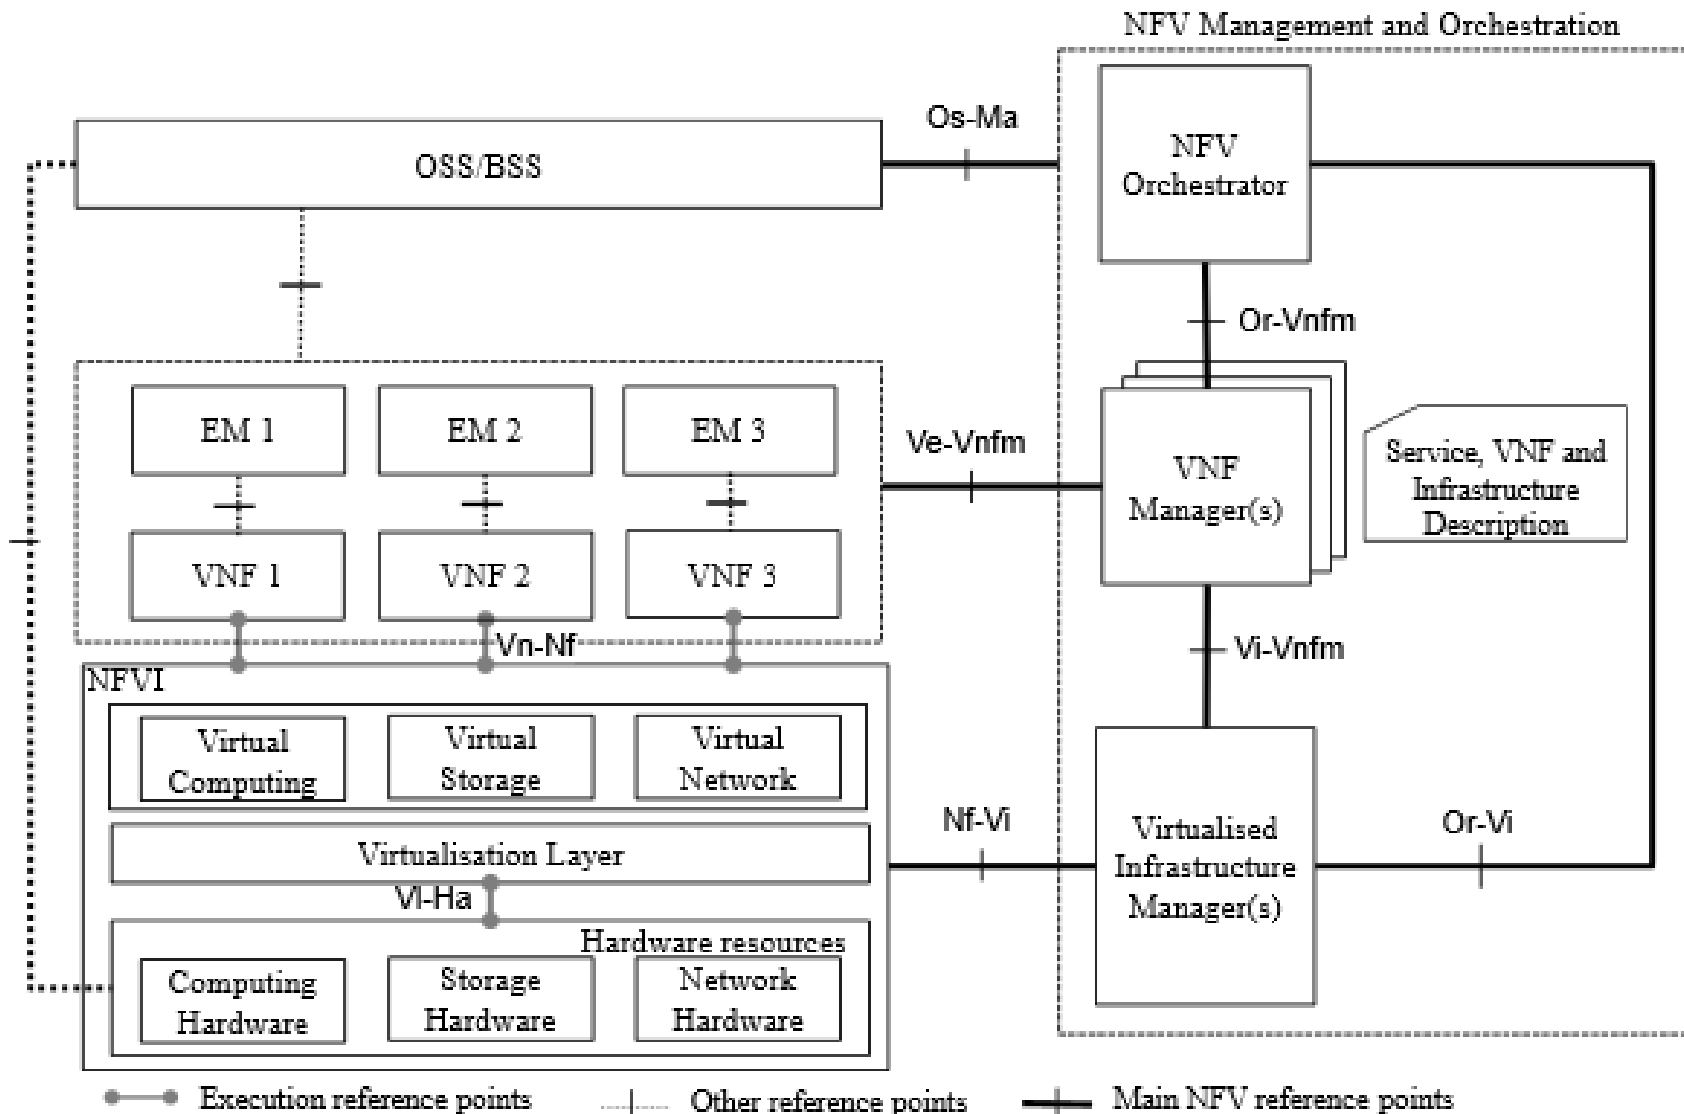 NFV Management and Orchestration
Os-Ma
OSS/BSS
NFV
Orchestrator
Or-Vnfm
EM 1
EM 2
EM 3
Ve-Vnfm
VNF
Manager(s)
Service, VNF and
Infrastructure
Description
VNF 1
VNF 2
VNF 3
Vn-Nf
Vi-Vnfm
NFVI
Virtual
Computing
Virtual
Storage
Virtual
Network
Nf-Vi
Virtualised
Infrastructure
Manager(s)
Or-Vi
Virtualisation Layer
Vl-Ha
Hardware resources
Computing
Hardware
Storage
Hardware
Network
Hardware
Execution reference points
Other reference points
Main NFV reference points